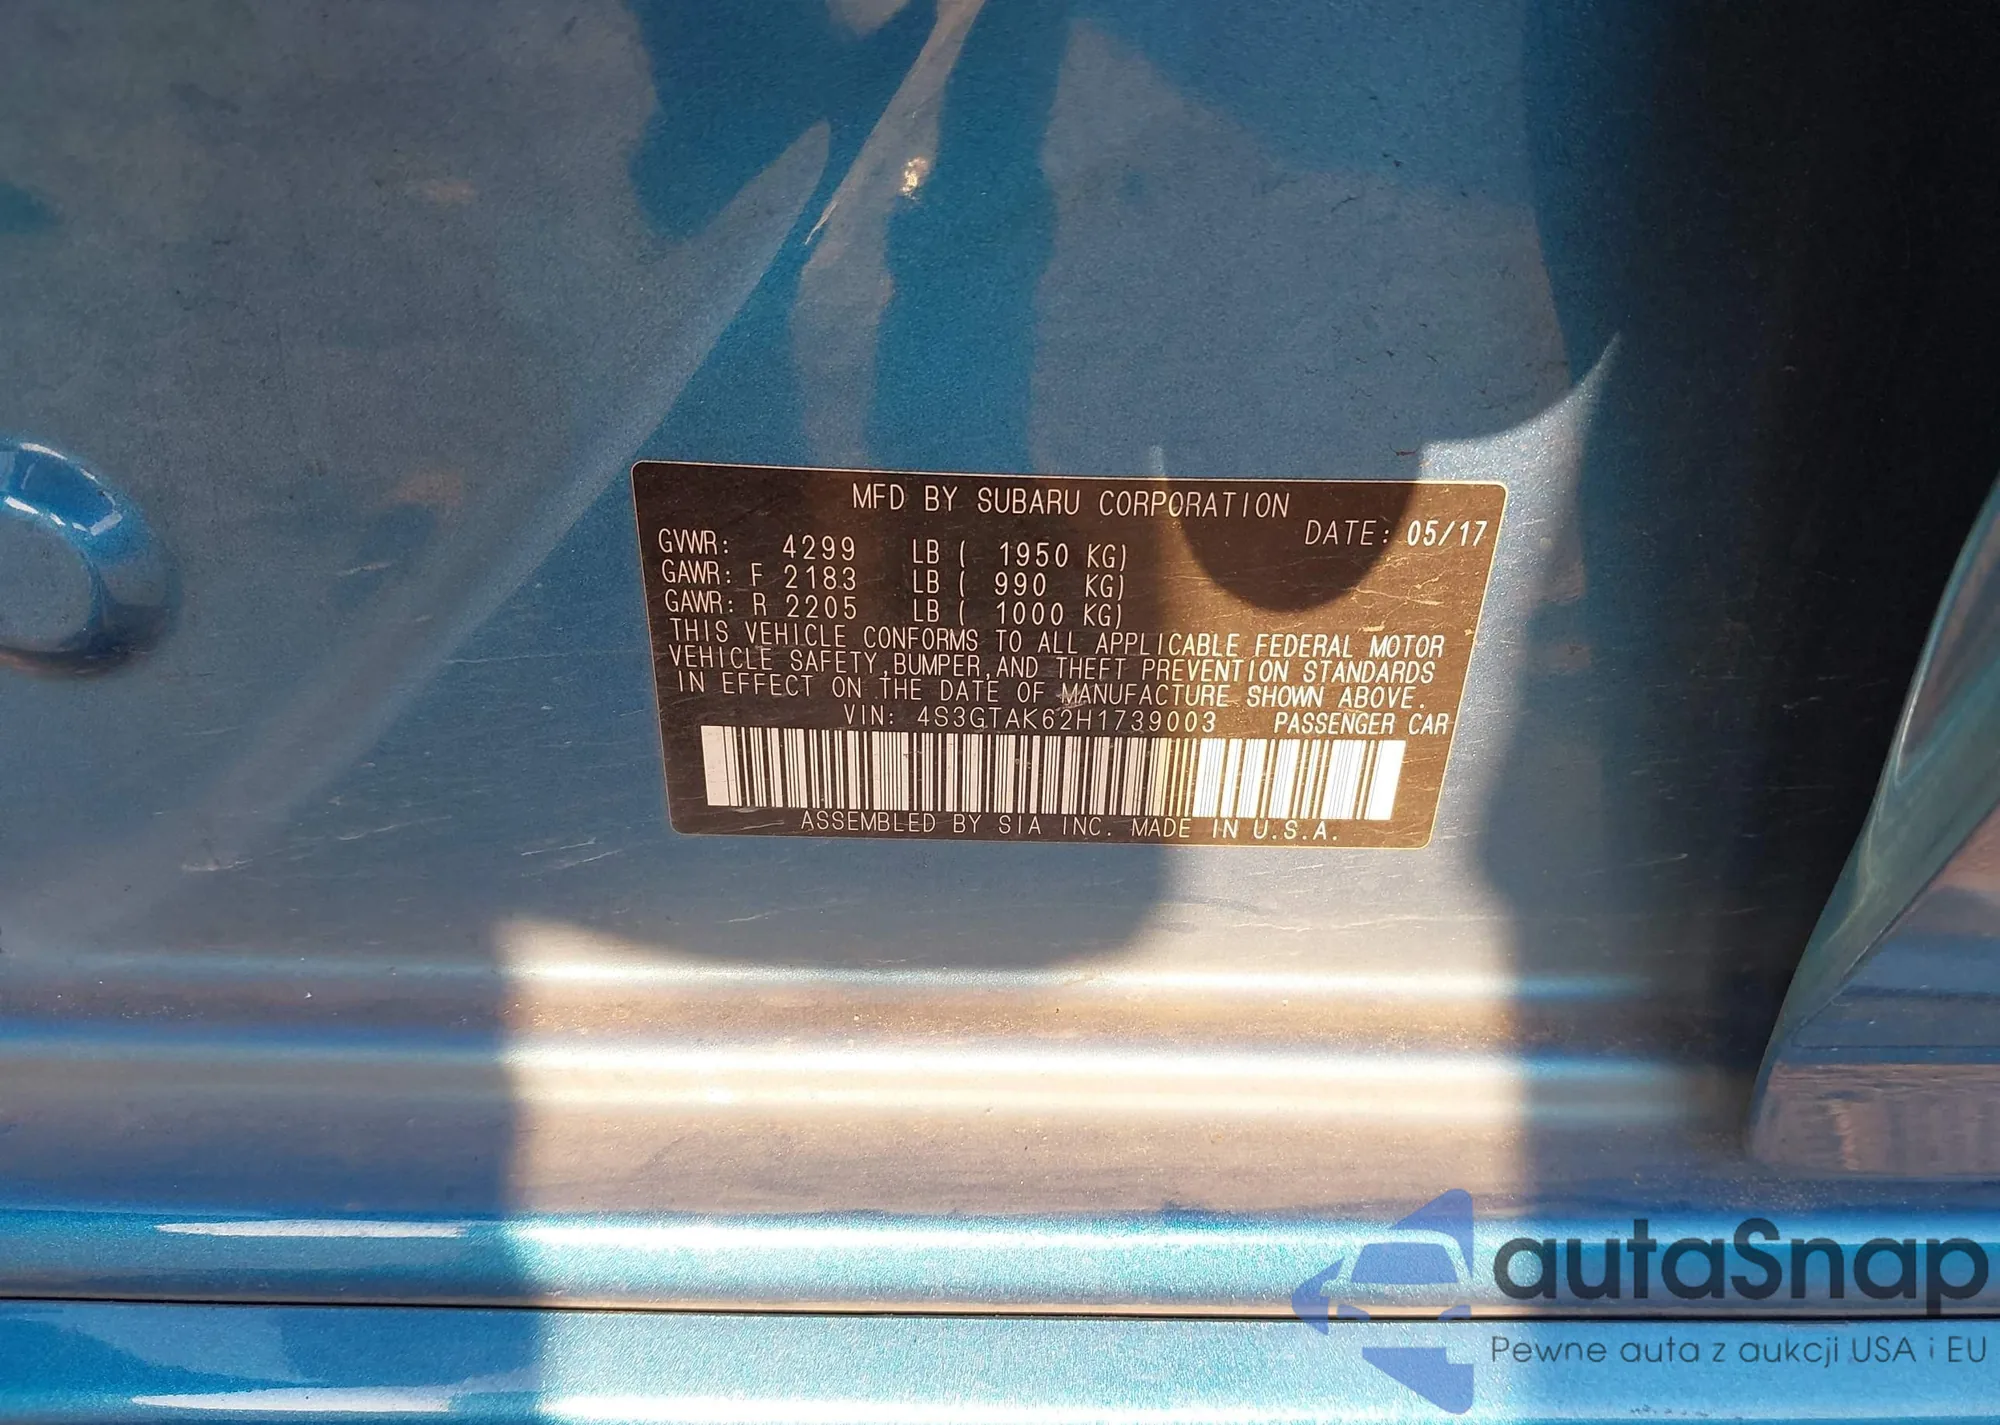 MFD BY SUBARU CORPORATION
DATE: 05/17
GVWR: 4299 LB ( 1950 KG)
GAWR: F 2183 LB ( 990 KG)
GAWR: R 2205 LB ( 1000 KG)
THIS VEHICLE CONFORMS TO ALL APPLICABLE FEDERAL MOTOR
VEHICLE SAFETY, BUMPER, AND THEFT PREVENTION STANDARDS
IN EFFECT ON THE DATE OF MANUFACTURE SHOWN ABOVE.
VIN: 4S3GTAK62H1739003 PASSENGER CAR
ASSEMBLED BY SIA INC. MADE IN U.S.A.
autaSnap
Pewne auta z aukcji USA i EU